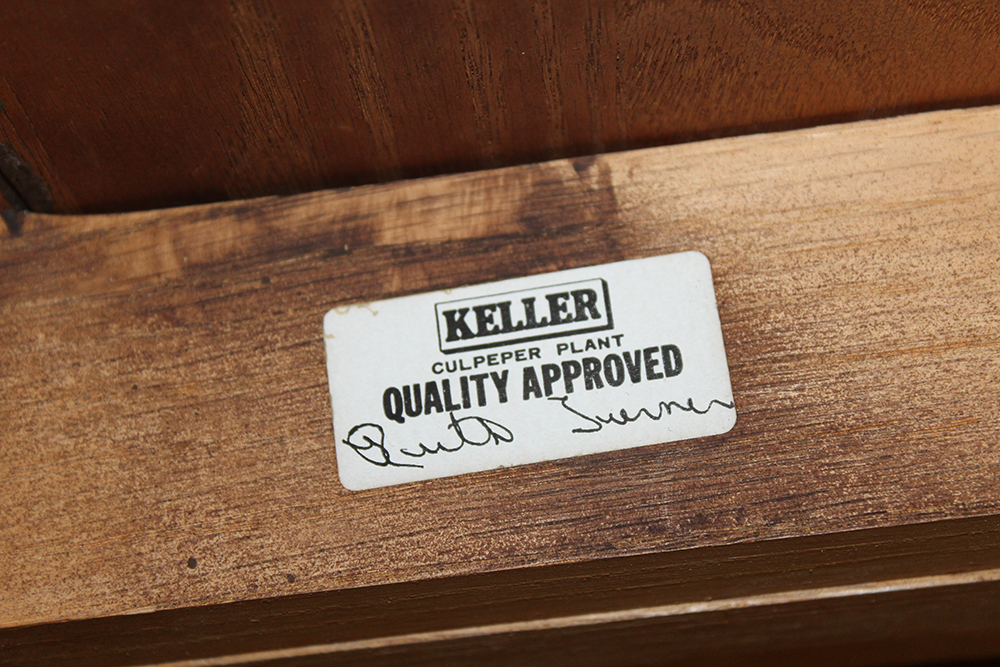 KELLER
CULPEPER PLANT
QUALITY APPROVED
Ruth Turner